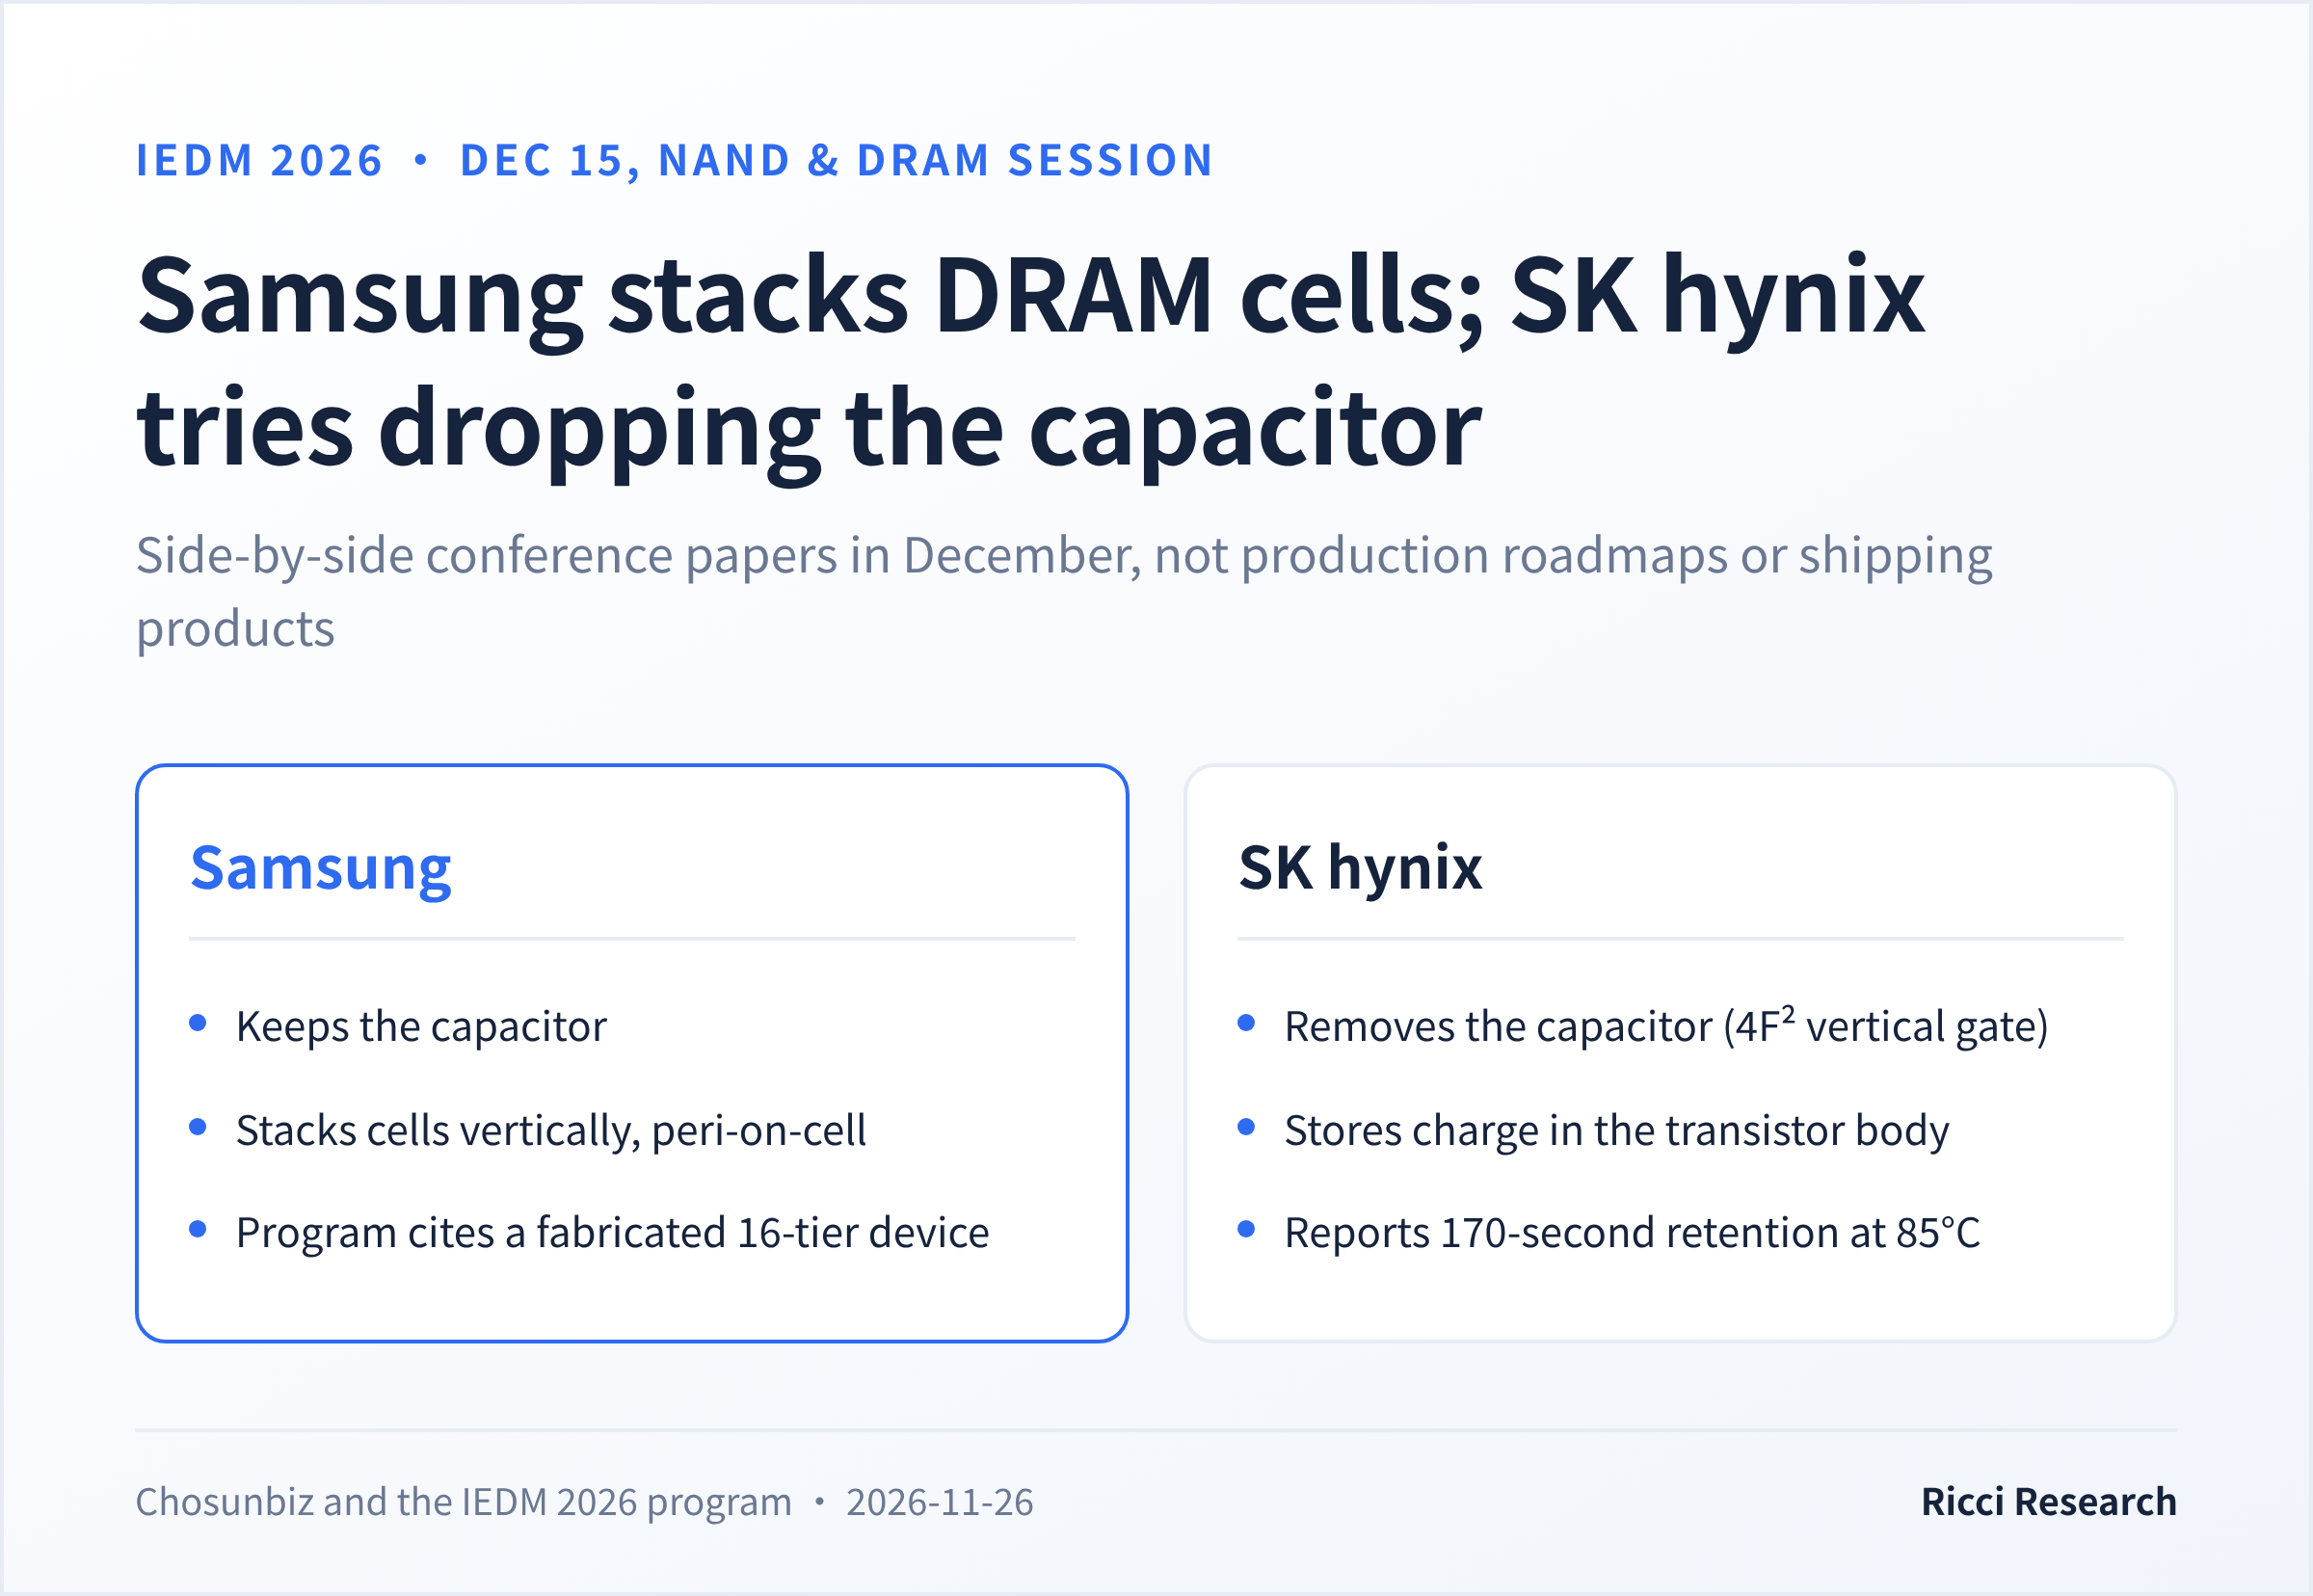 IEDM 2026 • DEC 15, NAND & DRAM SESSION
Samsung stacks DRAM cells; SK hynix
tries dropping the capacitor
Side-by-side conference papers in December, not production roadmaps or shipping
products
Samsung
• Keeps the capacitor
• Stacks cells vertically, peri-on-cell
• Program cites a fabricated 16-tier device
SK hynix
• Removes the capacitor (4F² vertical gate)
• Stores charge in the transistor body
• Reports 170-second retention at 85°C
Chosunbiz and the IEDM 2026 program • 2026-11-26
Ricci Research